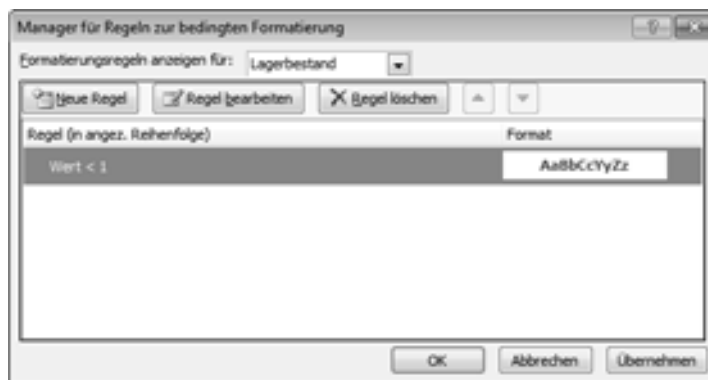 Manager für Regeln zur bedingten Formatierung
Formatierungsregeln anzeigen für: Lagerbestand
Neue Regel Regel bearbeiten Regel löschen
Regel (in angez. Reihenfolge) Format
Wert < 1 AaBbCcYyZz
OK Abbrechen Übernehmen